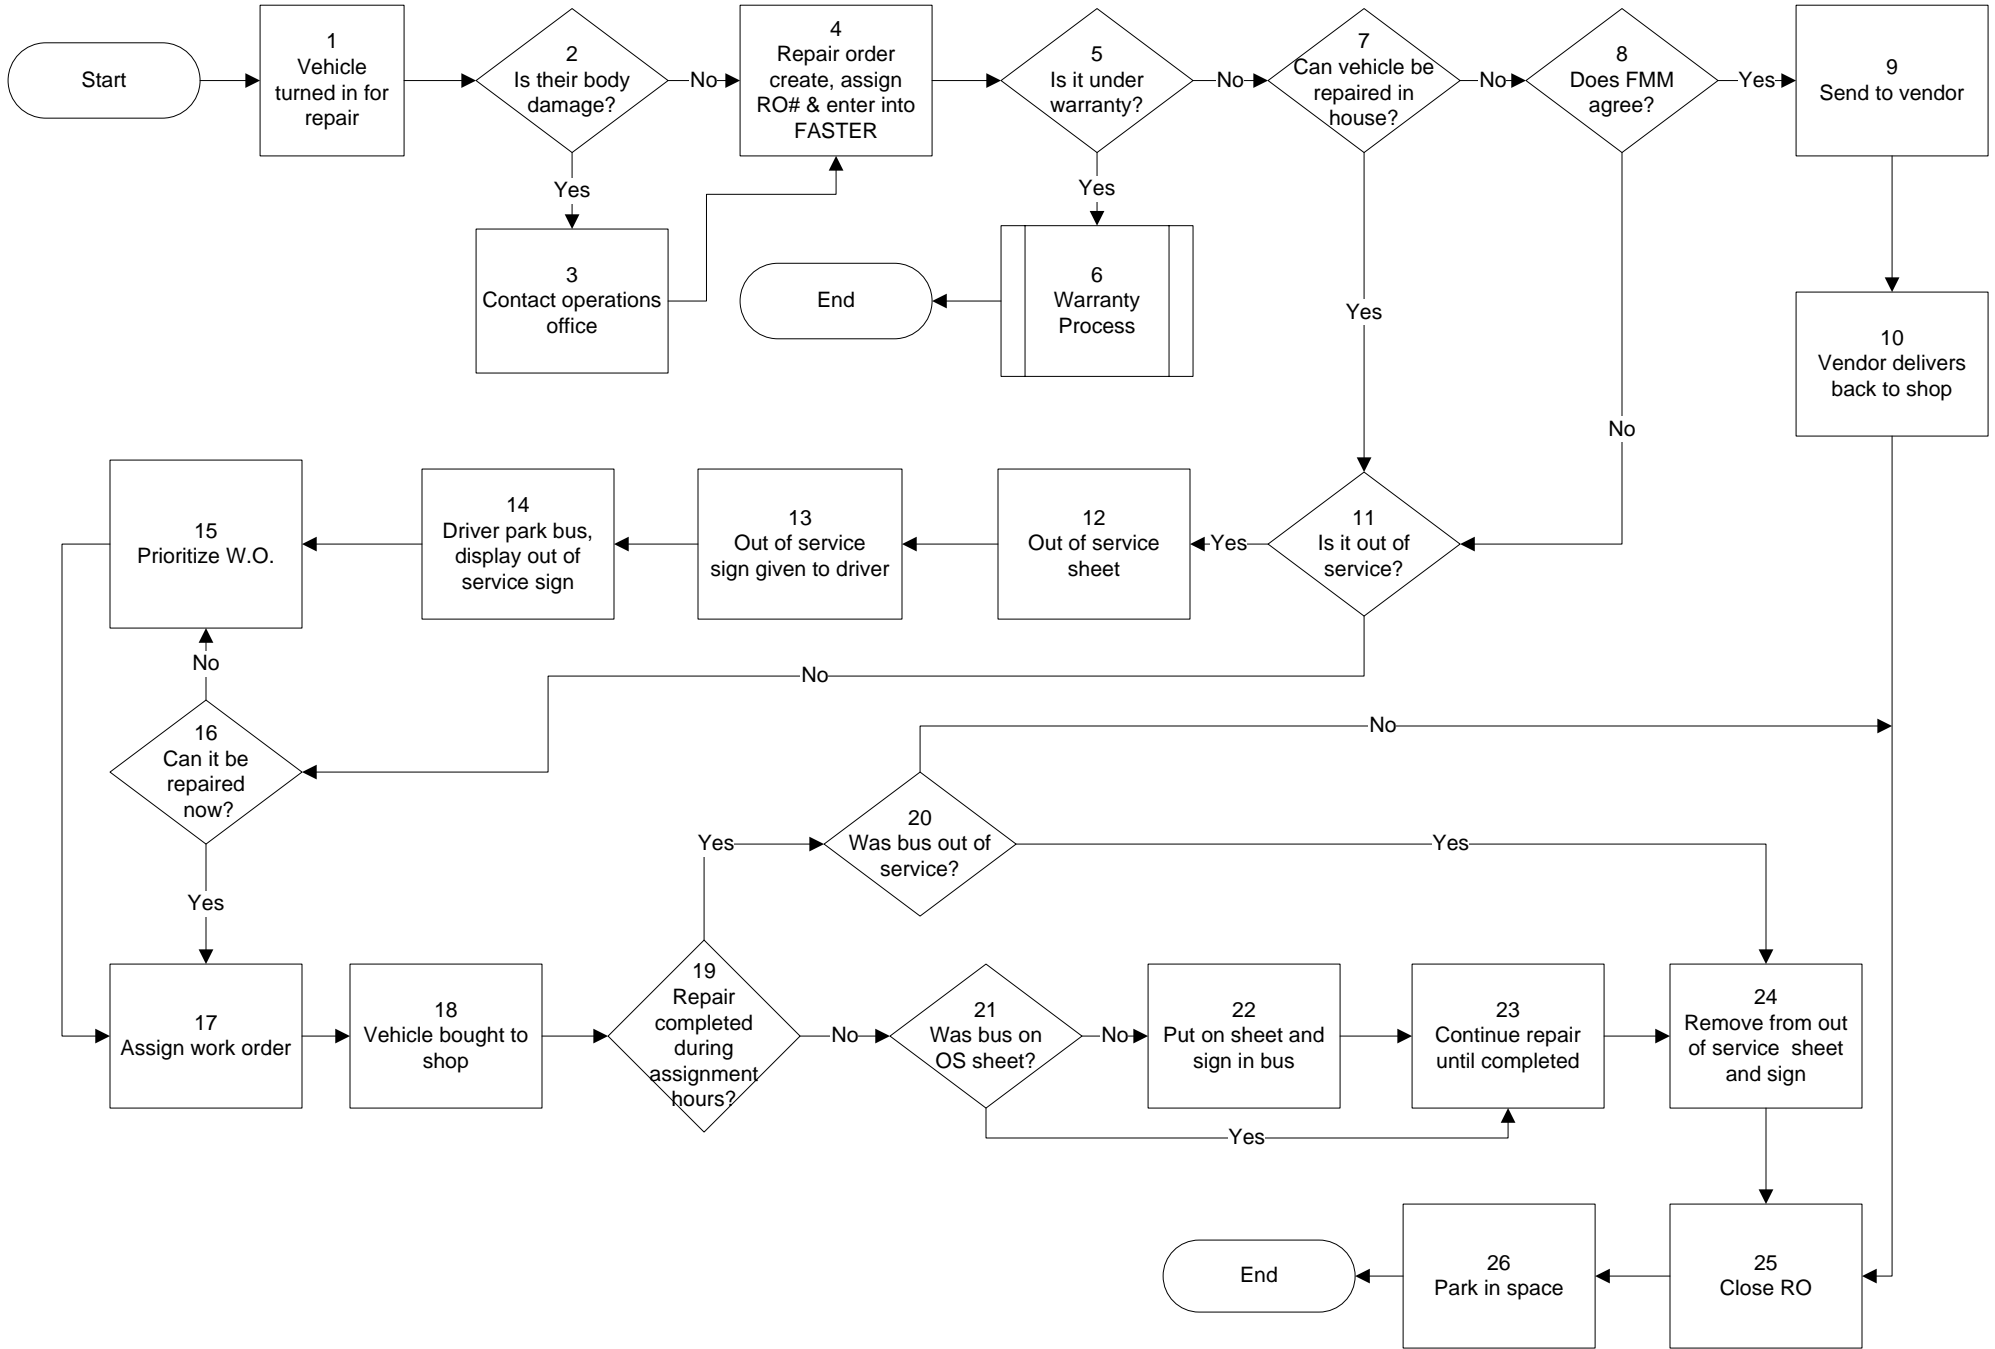 Start
1
Vehicle
turned in for
repair
2
Is their body
damage?
No
Yes
3
Contact operations
office
4
Repair order
create, assign
RO# & enter into
FASTER
5
Is it under
warranty?
No
Yes
6
Warranty
Process
End
7
Can vehicle be
repaired in
house?
No
Yes
8
Does FMM
agree?
Yes
No
9
Send to vendor
10
Vendor delivers
back to shop
11
Is it out of
service?
Yes
No
12
Out of service
sheet
13
Out of service
sign given to driver
14
Driver park bus,
display out of
service sign
15
Prioritize W.O.
No
16
Can it be
repaired
now?
Yes
17
Assign work order
18
Vehicle bought to
shop
19
Repair
completed
during
assignment
hours?
Yes
No
20
Was bus out of
service?
No
Yes
21
Was bus on
OS sheet?
No
Yes
22
Put on sheet and
sign in bus
23
Continue repair
until completed
24
Remove from out
of service  sheet
and sign
25
Close RO
26
Park in space
End